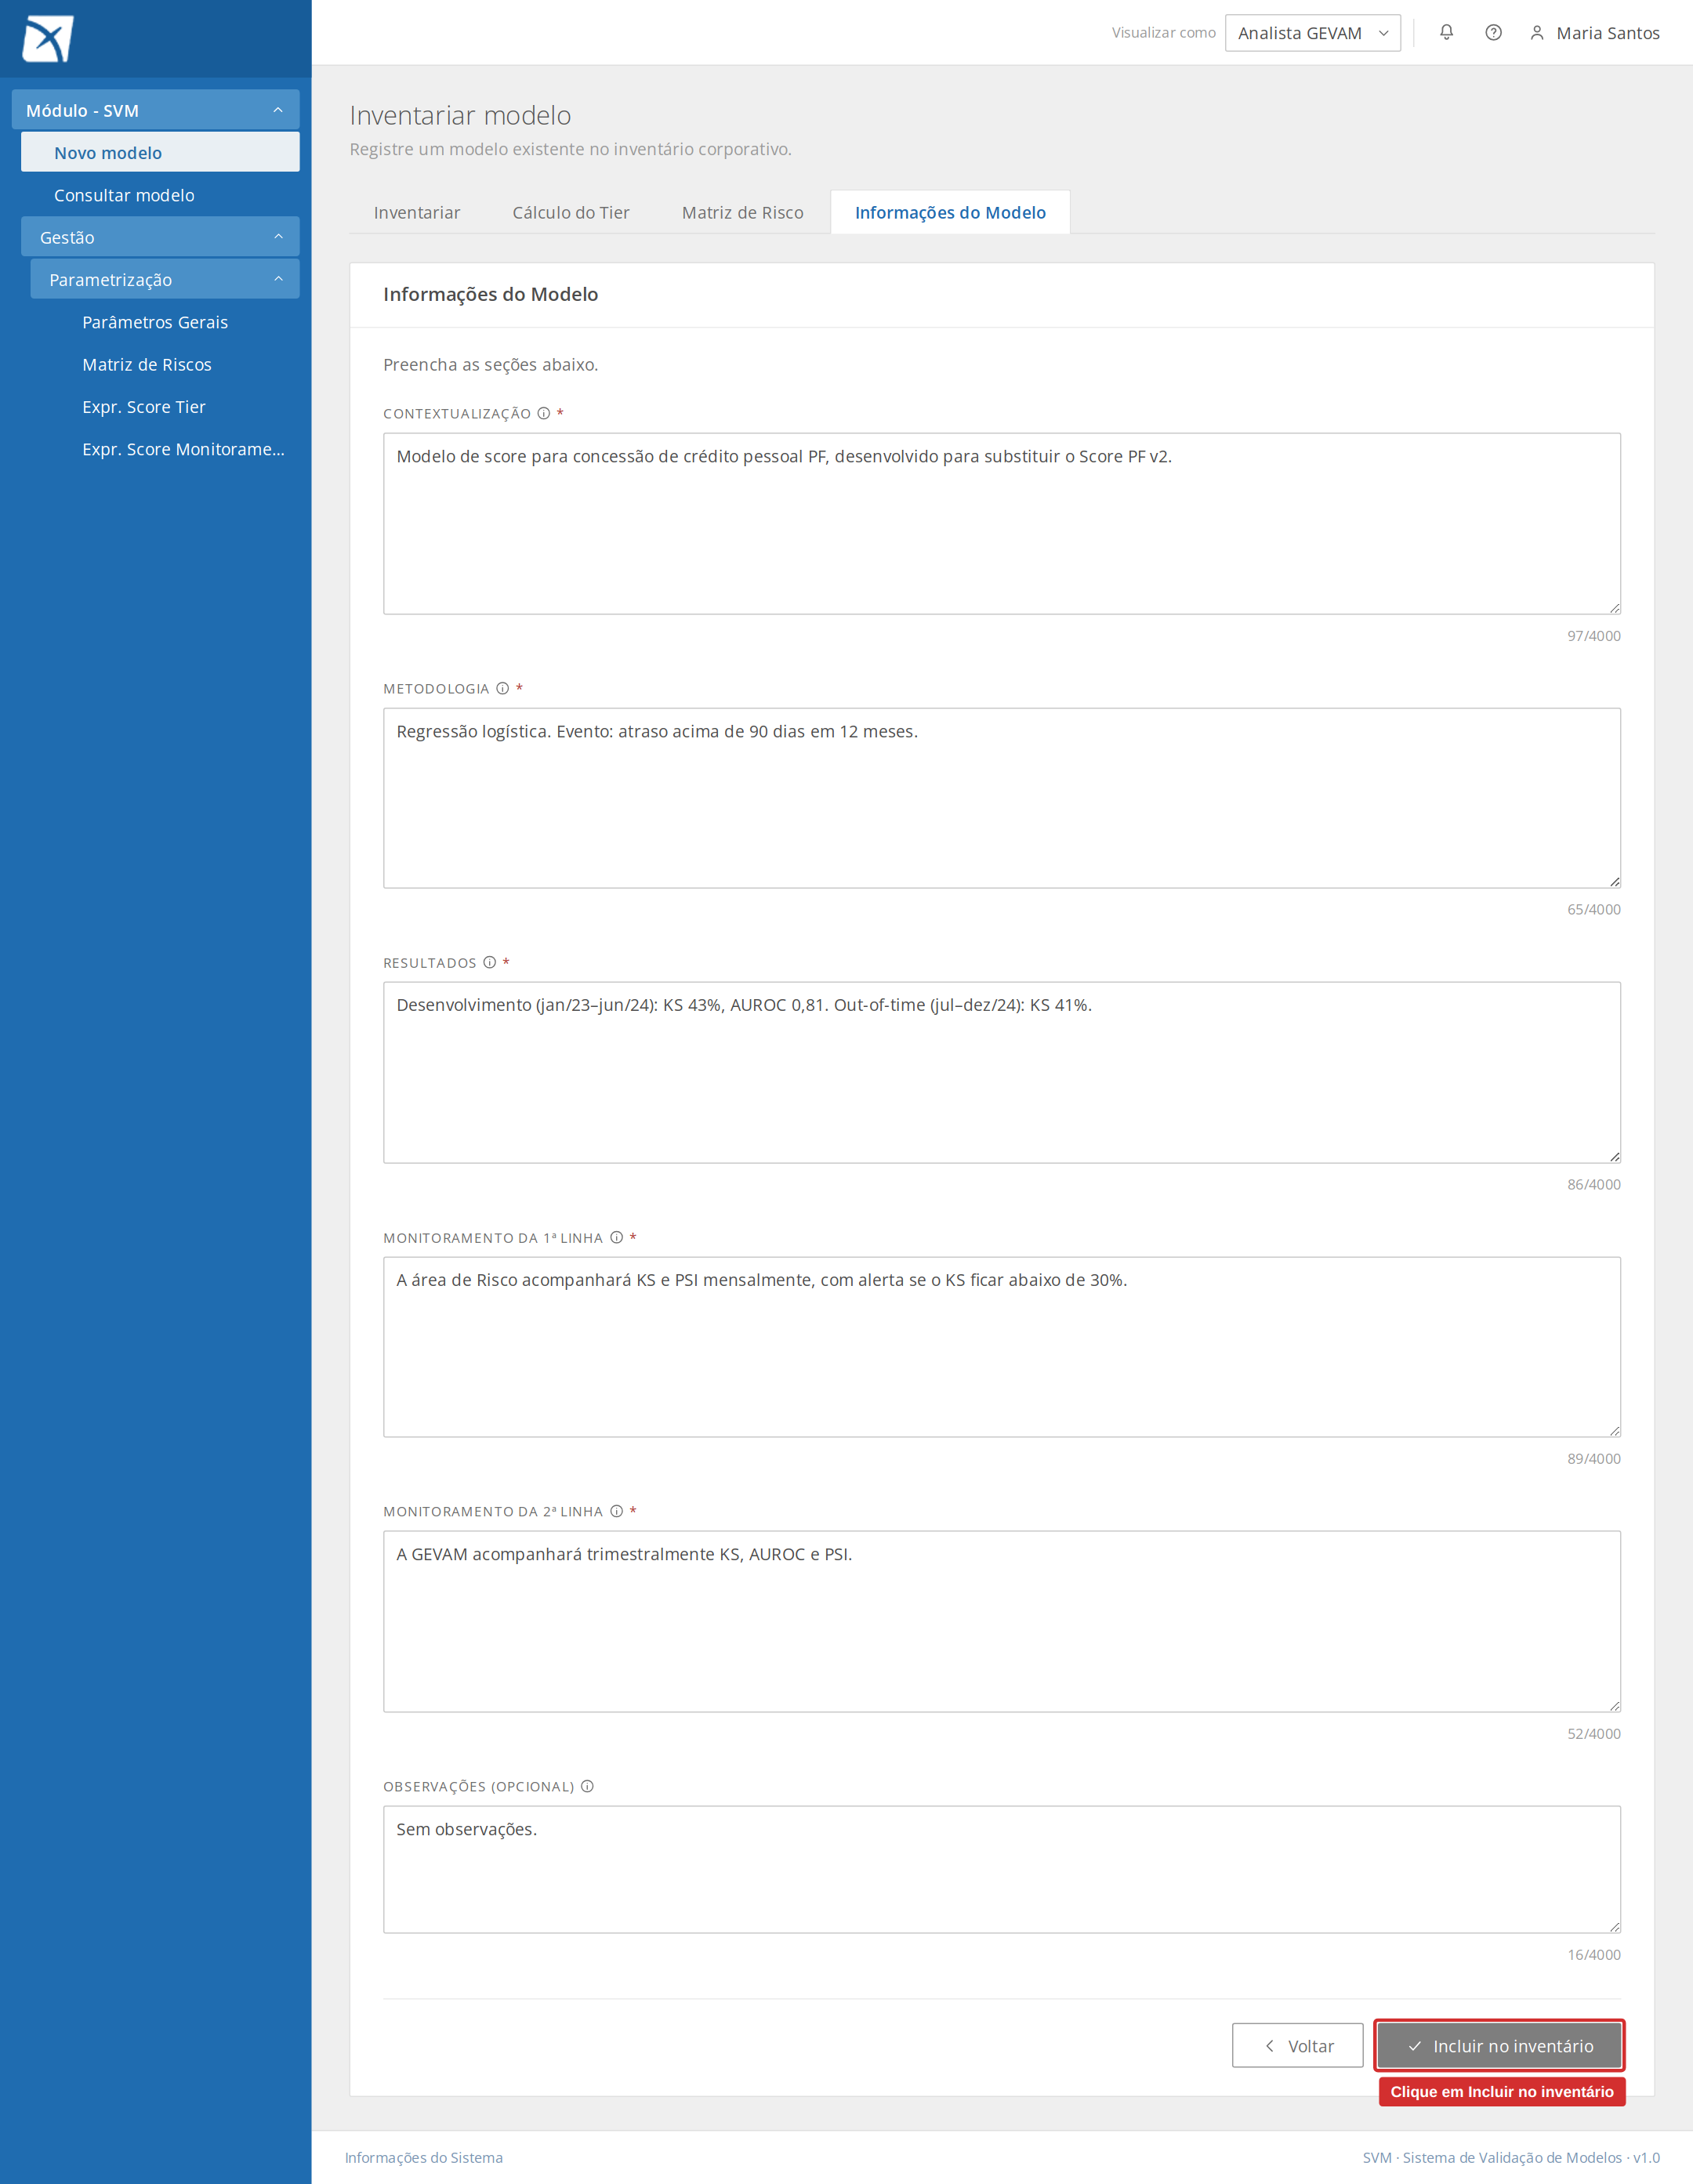 Visualizar como
Analista GEVAM
Maria Santos
Módulo - SVM
Novo modelo
Consultar modelo
Gestão
Parametrização
Parâmetros Gerais
Matriz de Riscos
Expr. Score Tier
Expr. Score Monitorame...
Inventariar modelo
Registre um modelo existente no inventário corporativo.
Inventariar
Cálculo do Tier
Matriz de Risco
Informações do Modelo
Informações do Modelo
Preencha as seções abaixo.
CONTEXTUALIZAÇÃO *
Modelo de score para concessão de crédito pessoal PF, desenvolvido para substituir o Score PF v2.
97/4000
METODOLOGIA *
Regressão logística. Evento: atraso acima de 90 dias em 12 meses.
65/4000
RESULTADOS *
Desenvolvimento (jan/23–jun/24): KS 43%, AUROC 0,81. Out-of-time (jul–dez/24): KS 41%.
86/4000
MONITORAMENTO DA 1ª LINHA *
A área de Risco acompanhará KS e PSI mensalmente, com alerta se o KS ficar abaixo de 30%.
89/4000
MONITORAMENTO DA 2ª LINHA *
A GEVAM acompanhará trimestralmente KS, AUROC e PSI.
52/4000
OBSERVAÇÕES (OPCIONAL)
Sem observações.
16/4000
Voltar
Incluir no inventário
Clique em Incluir no inventário
Informações do Sistema
SVM · Sistema de Validação de Modelos · v1.0